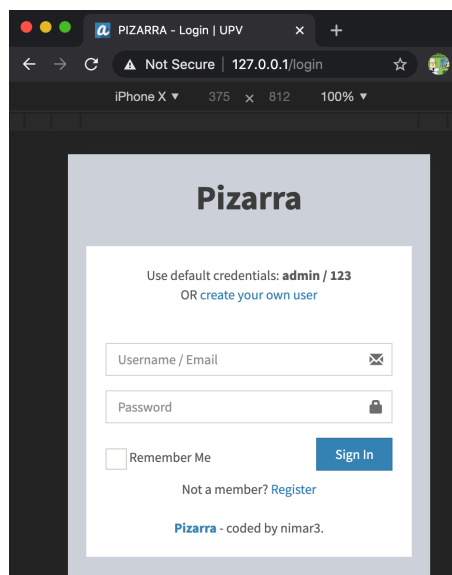 PIZARRA - Login | UPV
Not Secure | 127.0.0.1/login
iPhone X ▼ 375 × 812 100% ▼
Pizarra
Use default credentials: admin / 123
OR create your own user
Username / Email
Password
Remember Me
Sign In
Not a member? Register
Pizarra - coded by nimar3.